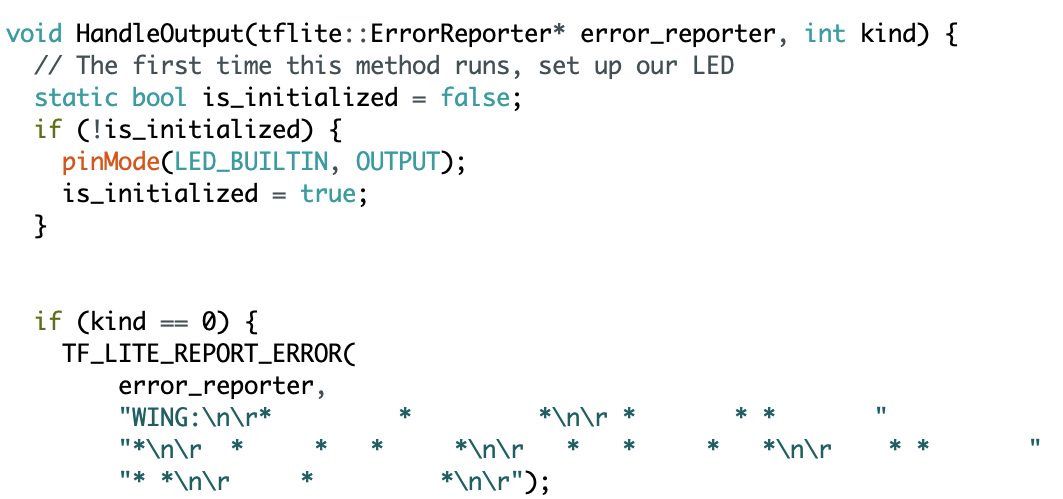 void HandleOutput(tflite::ErrorReporter* error_reporter, int kind) {
  // The first time this method runs, set up our LED
  static bool is_initialized = false;
  if (!is_initialized) {
    pinMode(LED_BUILTIN, OUTPUT);
    is_initialized = true;
  }
  if (kind == 0) {
    TF_LITE_REPORT_ERROR(
        error_reporter,
        "WING:\n\r*         *         *\n\r *       * *       "
        "*\n\r  *     *   *     *\n\r   *   *     *   *\n\r    * *       "
        "* *\n\r     *         *\n\r");